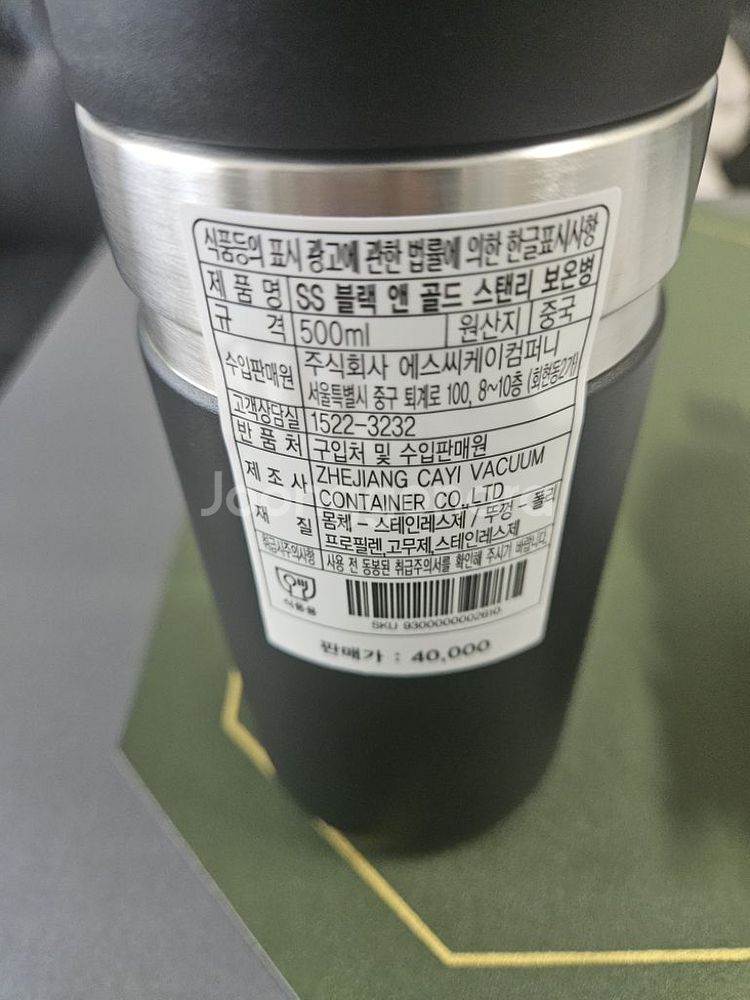 식품등의 표시 광고에 관한 법률에 의한 한글표시사항
제 품 명 SS 블랙 앤 골드 스탠리 보온병
규 격 500ml 원산지 중국
수입판매원 주식회사 에스씨케이컴퍼니
서울특별시 중구 퇴계로 100, 8~10층 (회현동2가)
고객상담실 1522-3232
반 품 처 구입처 및 수입판매원
제 조 사 ZHEJIANG CAYI VACUUM
CONTAINER CO.,LTD
재 질 몸체 - 스테인레스제 / 뚜껑 - 폴리
프로필렌,고무제,스테인레스제
취급시주의사항 사용 전 동봉된 취급주의서를 확인해 주시기 바랍니다.
식품용
SKU 9300000002610
판매가 : 40,000